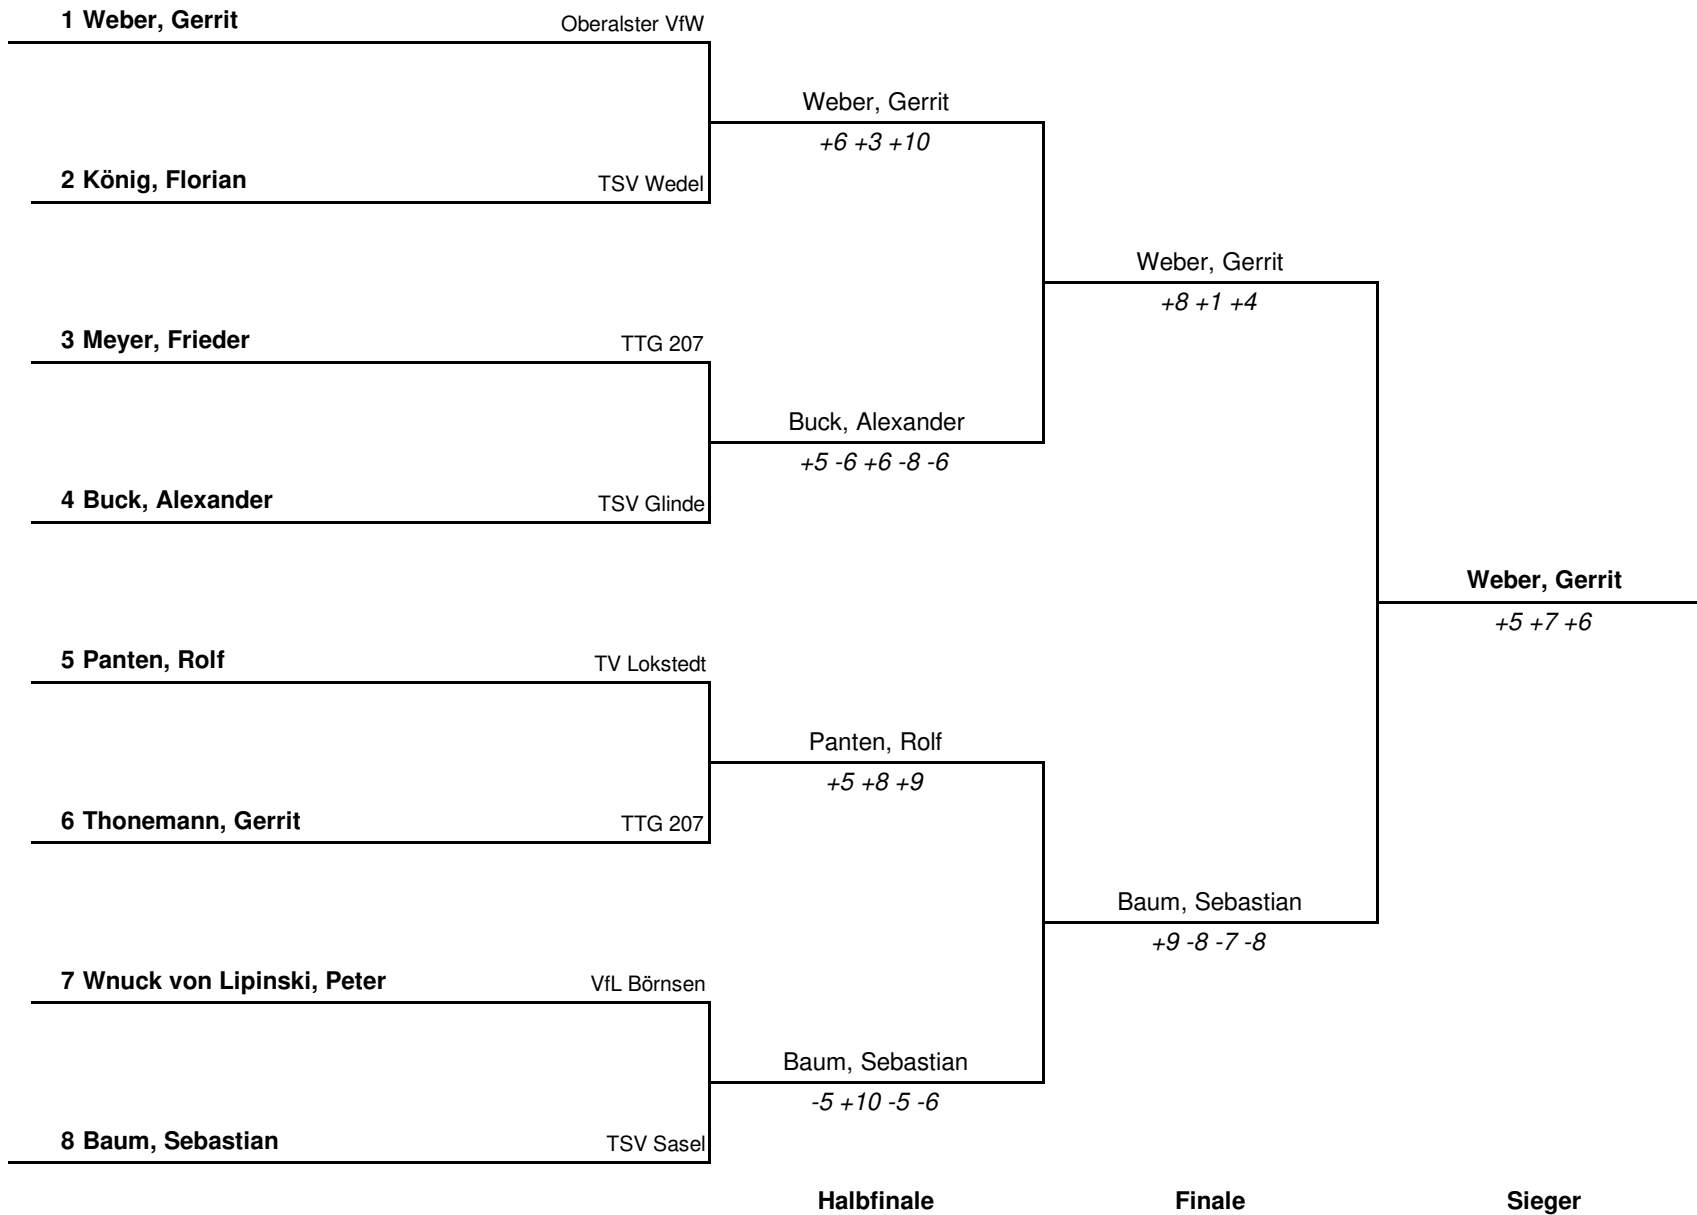 1 Weber, Gerrit Oberalster VfW
Weber, Gerrit
+6 +3 +10
2 König, Florian TSV Wedel
Weber, Gerrit
+8 +1 +4
3 Meyer, Frieder TTG 207
Buck, Alexander
+5 -6 +6 -8 -6
4 Buck, Alexander TSV Glinde
Weber, Gerrit
+5 +7 +6
5 Panten, Rolf TV Lokstedt
Panten, Rolf
+5 +8 +9
6 Thonemann, Gerrit TTG 207
Baum, Sebastian
+9 -8 -7 -8
7 Wnuck von Lipinski, Peter VfL Börnsen
Baum, Sebastian
-5 +10 -5 -6
8 Baum, Sebastian TSV Sasel
Halbfinale Finale Sieger